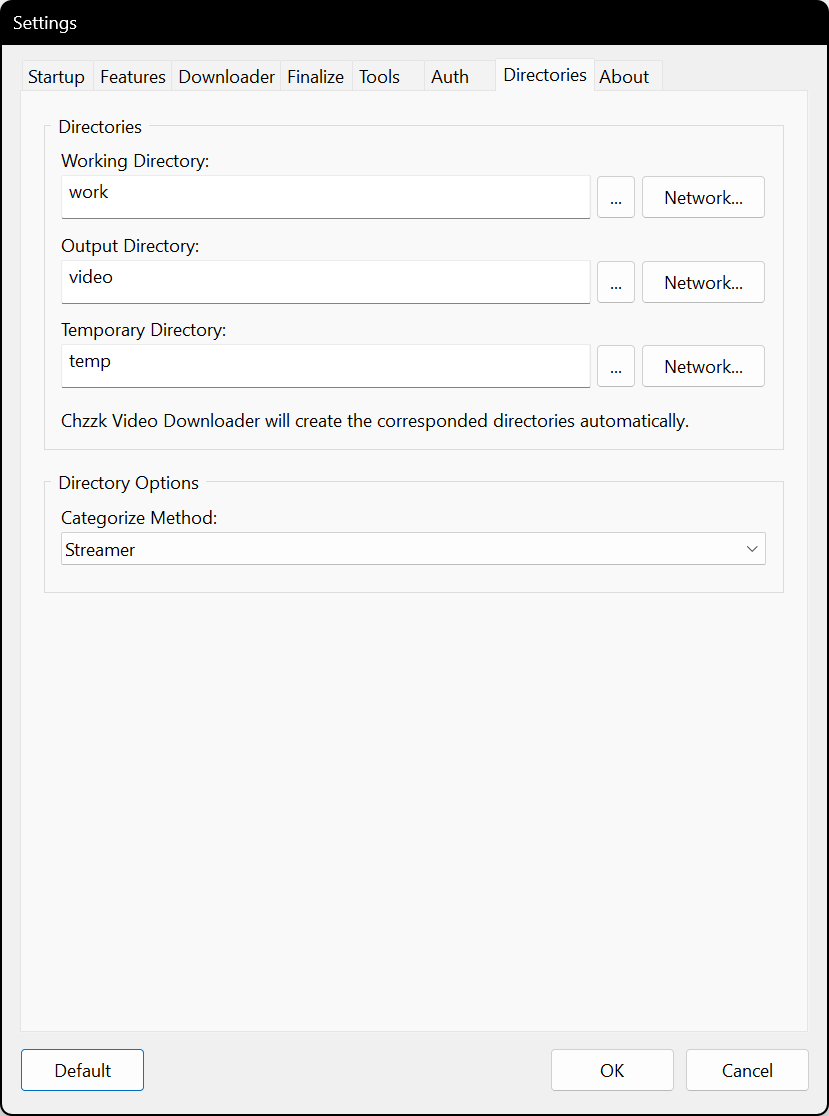 Settings
Startup Features Downloader Finalize Tools Auth Directories About
Directories
Working Directory:
work ... Network...
Output Directory:
video ... Network...
Temporary Directory:
temp ... Network...
Chzzk Video Downloader will create the corresponded directories automatically.
Directory Options
Categorize Method:
Streamer
Default OK Cancel